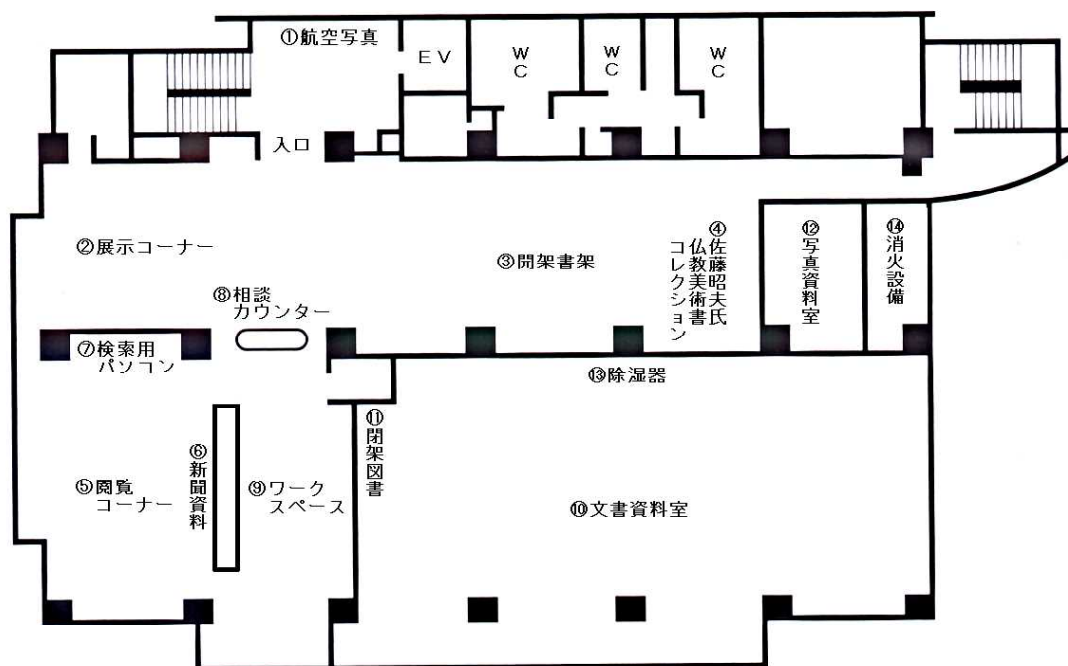 ①航空写真
EV
WC
WC
WC
入口
②展示コーナー
③開架書架
④佐藤昭夫氏
仏教美術書
コレクション
⑫写真資料室
⑭消火設備
⑧相談
カウンター
⑦検索用
パソコン
⑬除湿器
⑪閉架図書
⑥新聞資料
⑤閲覧
コーナー
⑨ワーク
スペース
⑩文書資料室